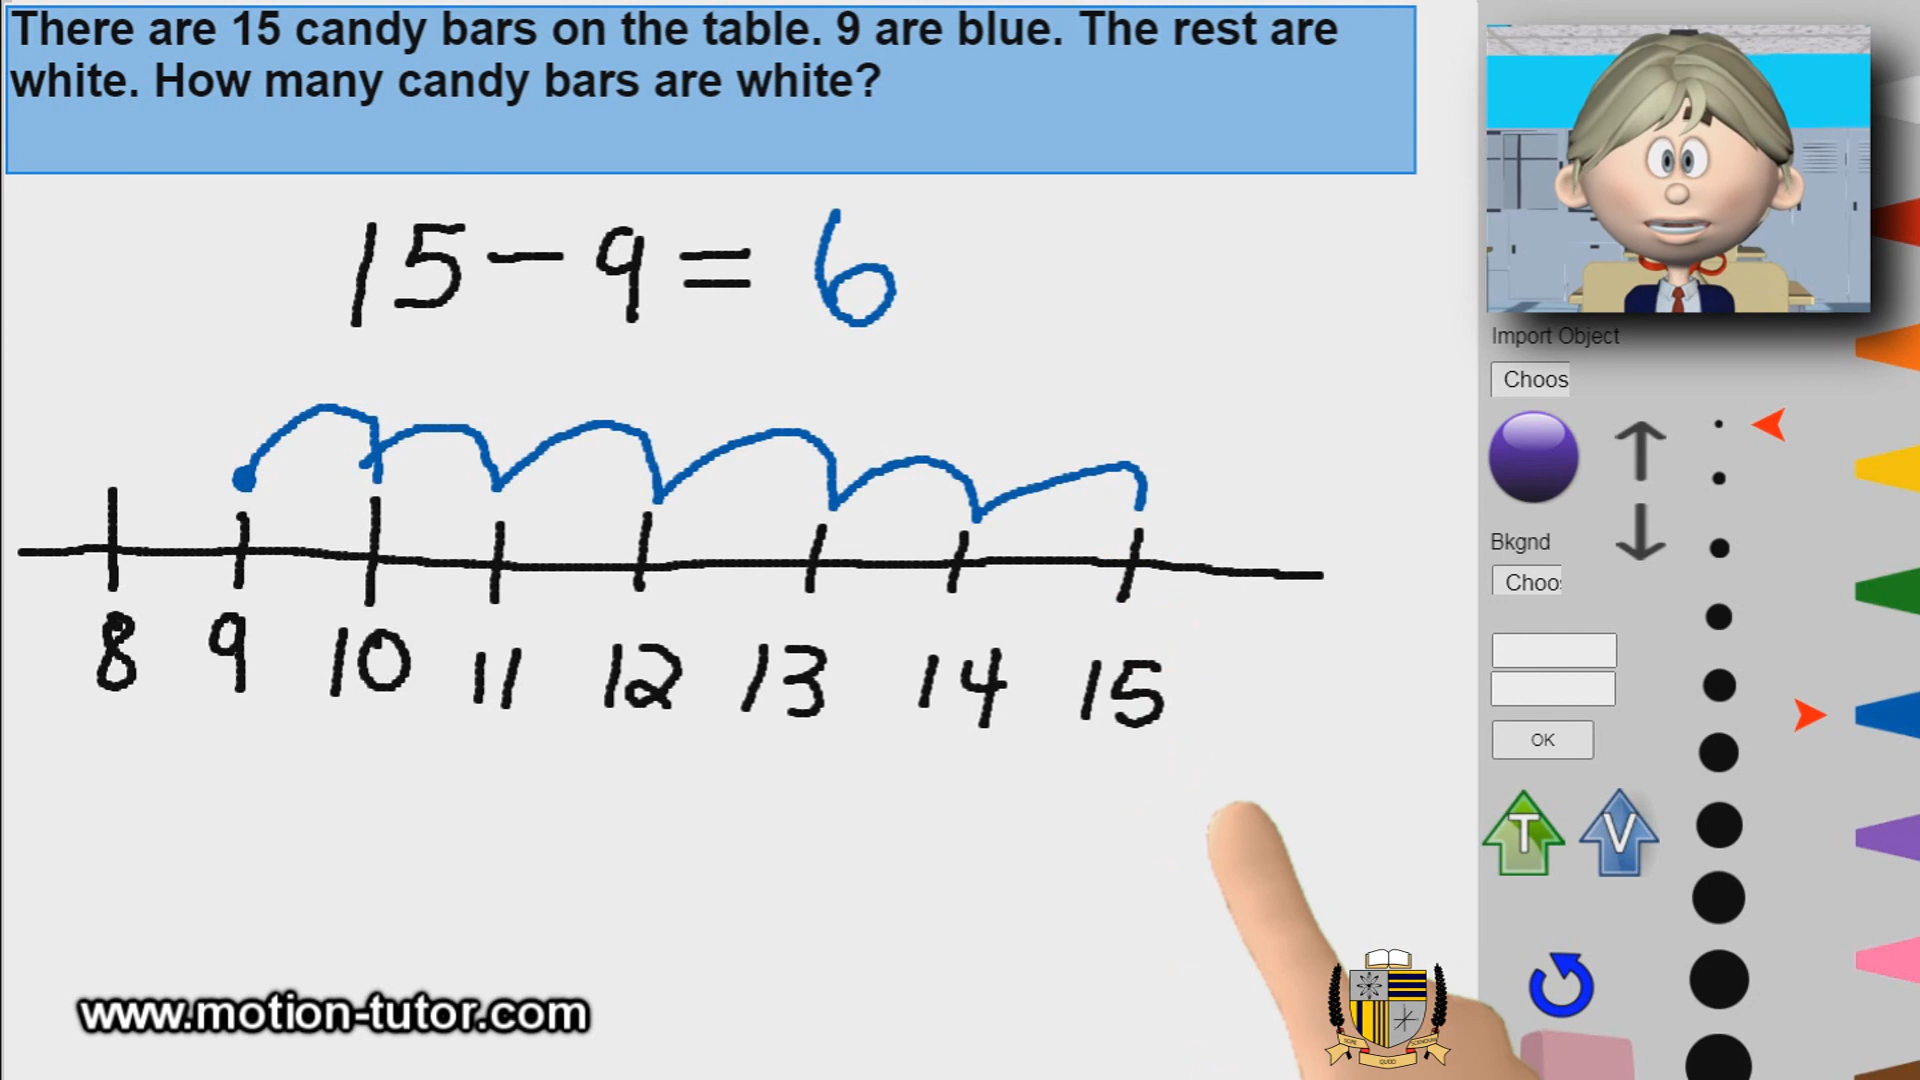 There are 15 candy bars on the table. 9 are blue. The rest are
white. How many candy bars are white?
15 - 9 = 6
8 9 10 11 12 13 14 15
Import Object
Choos
Bkgnd
Choo
OK
T V
www.motion-tutor.com
QUOD